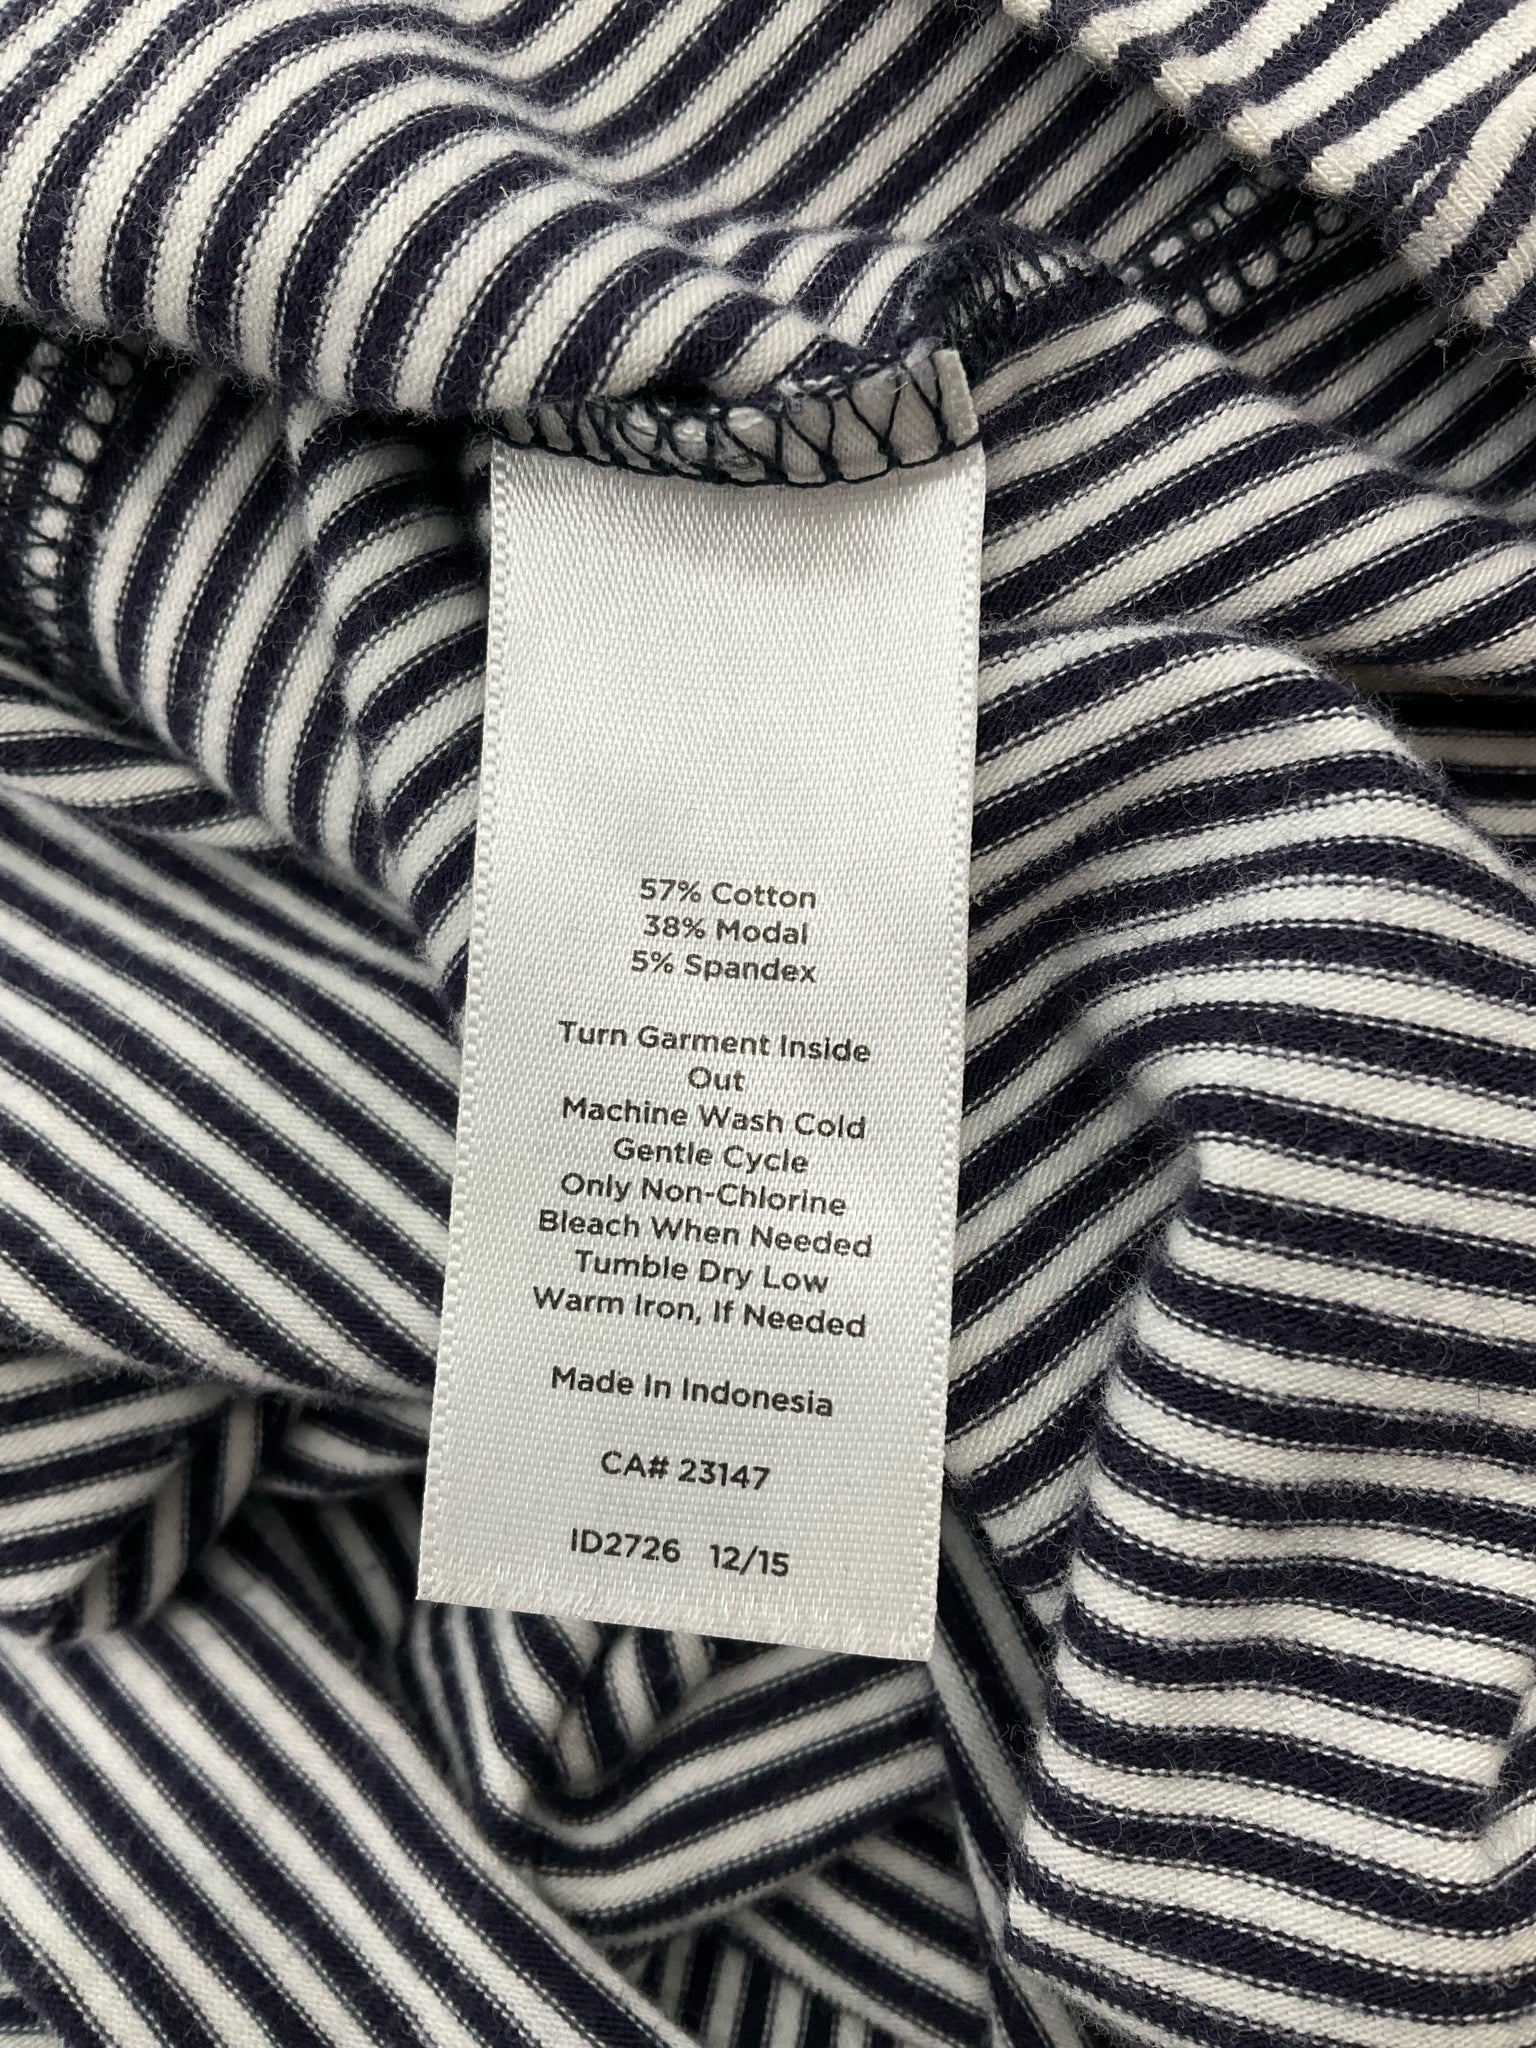 57% Cotton
38% Modal
5% Spandex
Turn Garment Inside
Out
Machine Wash Cold
Gentle Cycle
Only Non-Chlorine
Bleach When Needed
Tumble Dry Low
Warm Iron, If Needed
Made In Indonesia
CA# 23147
ID2726 12/15